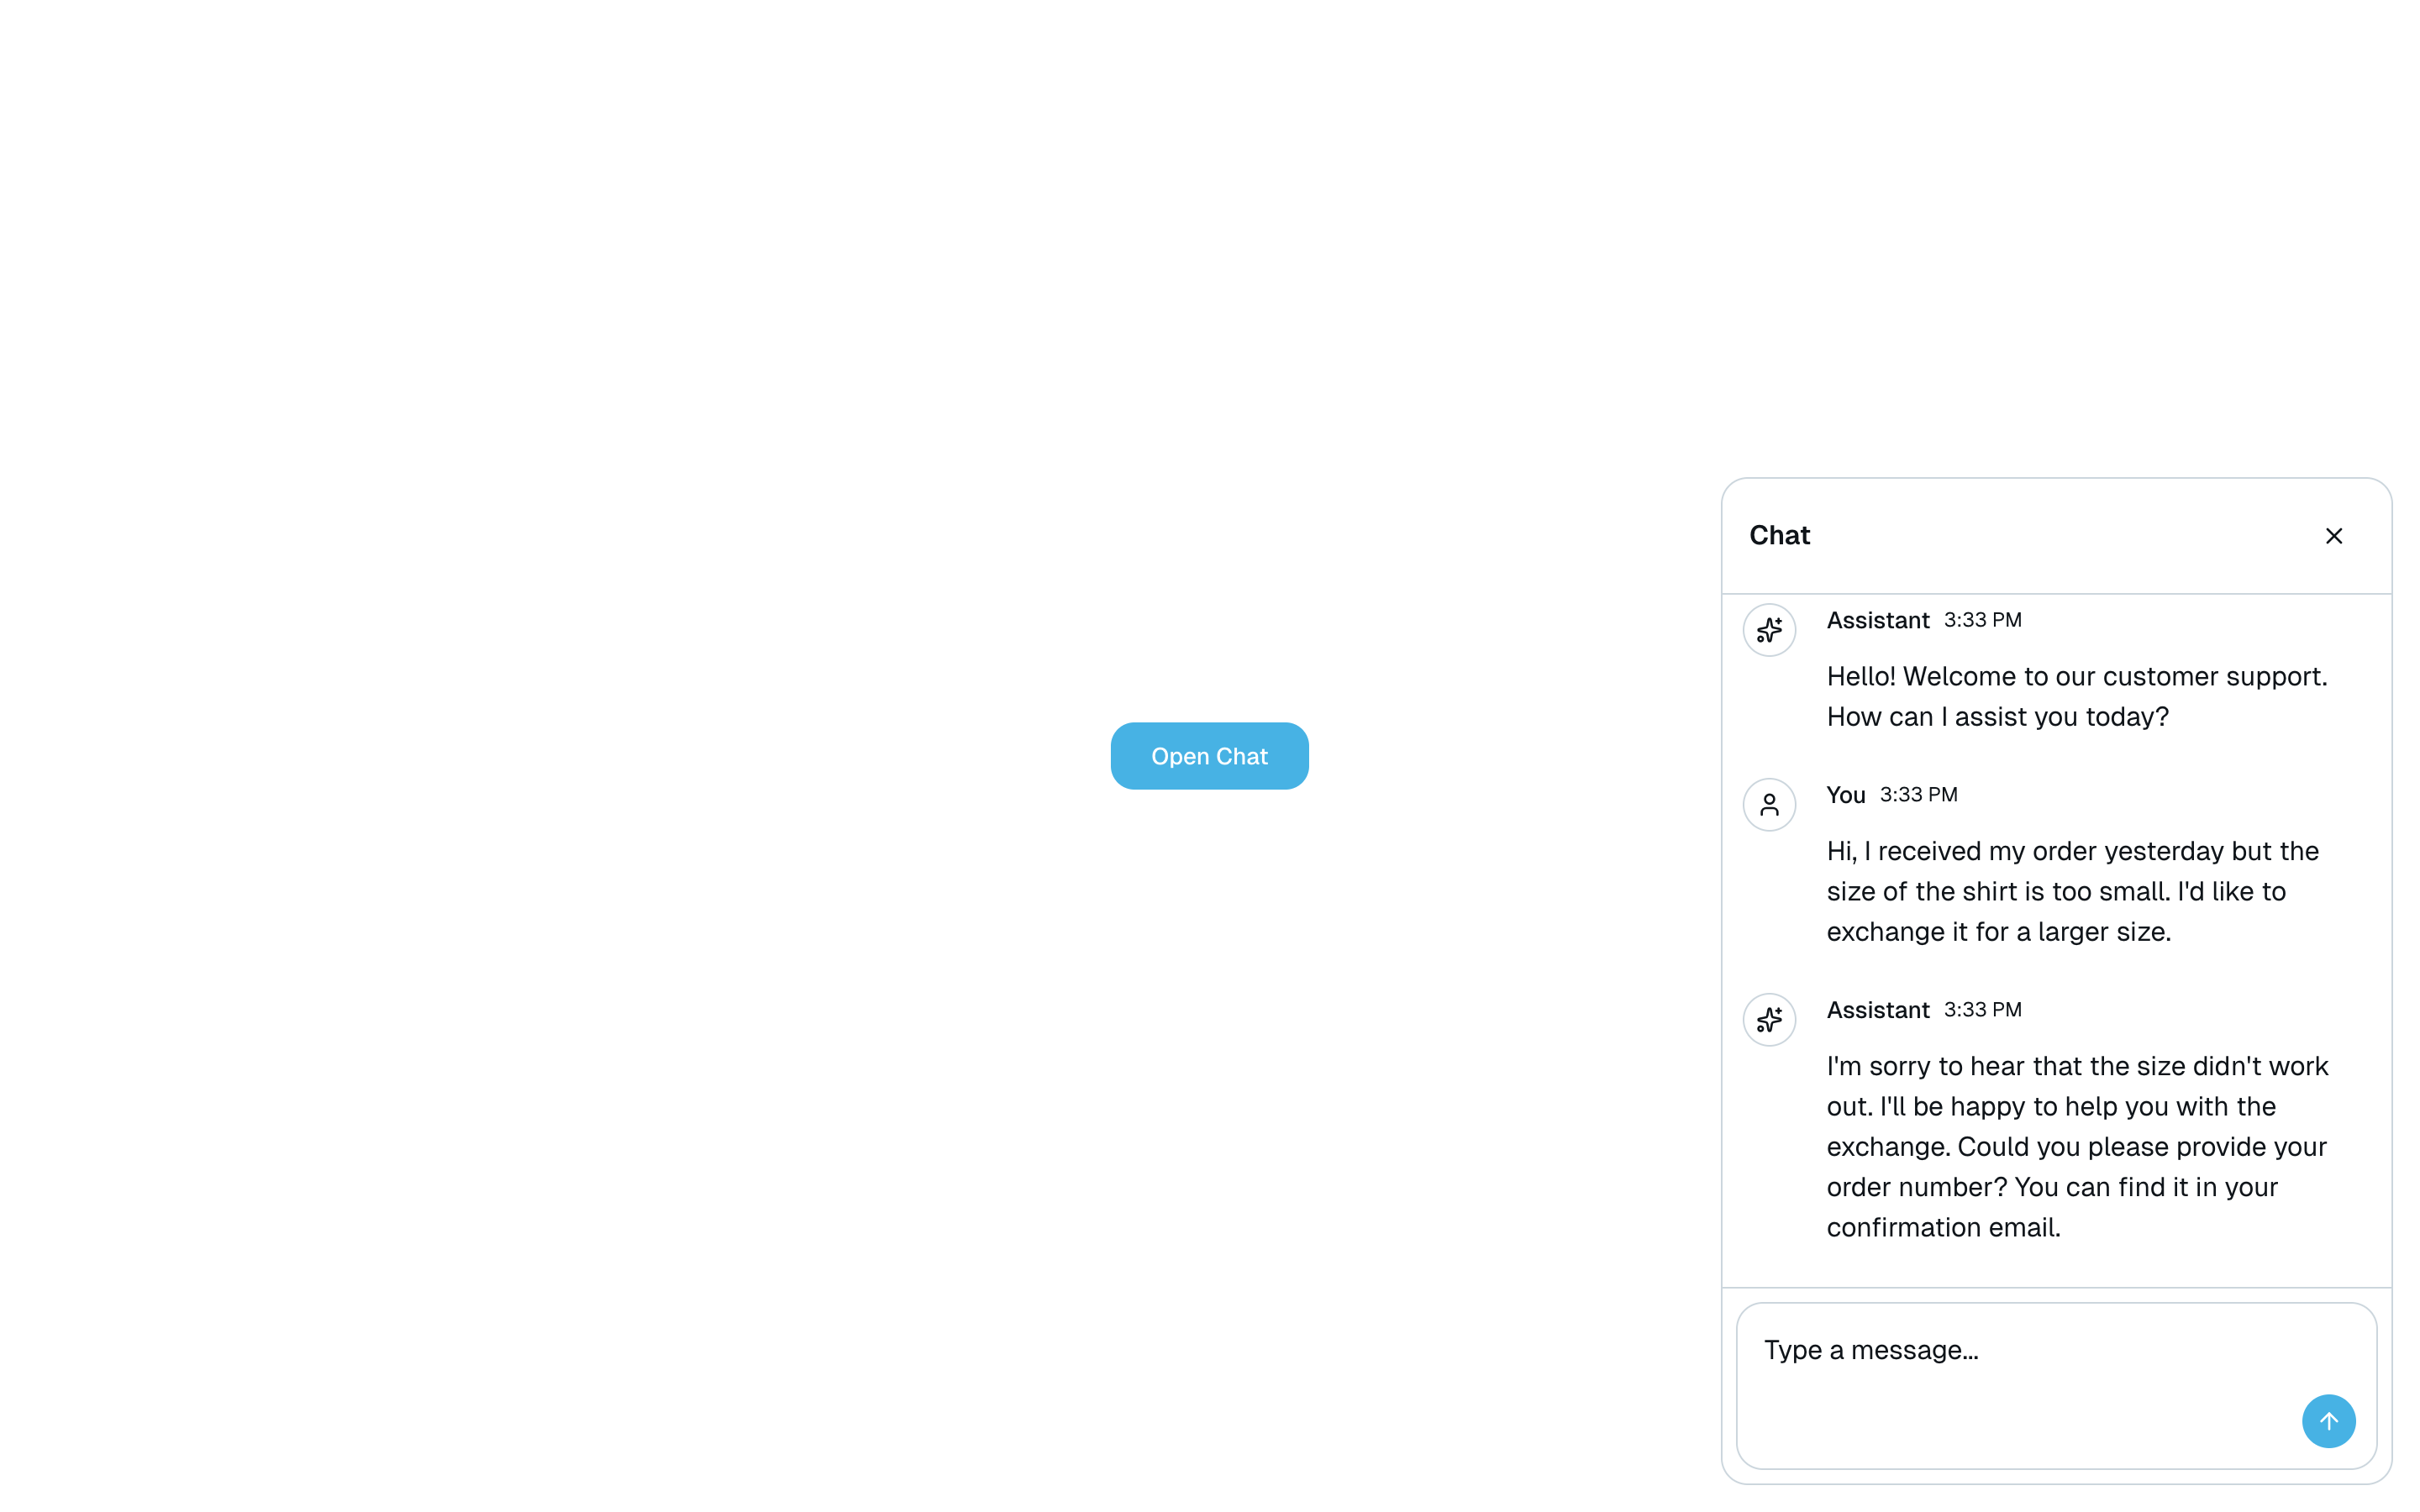 Open Chat
Chat
Assistant 3:33 PM
Hello! Welcome to our customer support.
How can I assist you today?
You 3:33 PM
Hi, I received my order yesterday but the
size of the shirt is too small. I'd like to
exchange it for a larger size.
Assistant 3:33 PM
I'm sorry to hear that the size didn't work
out. I'll be happy to help you with the
exchange. Could you please provide your
order number? You can find it in your
confirmation email.
Type a message...